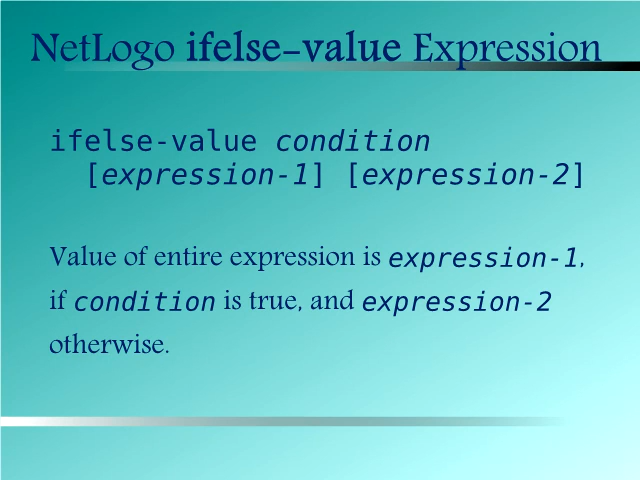 NetLogo ifelse-value Expression
ifelse-value condition
[expression-1] [expression-2]
Value of entire expression is expression-1,
if condition is true, and expression-2
otherwise.